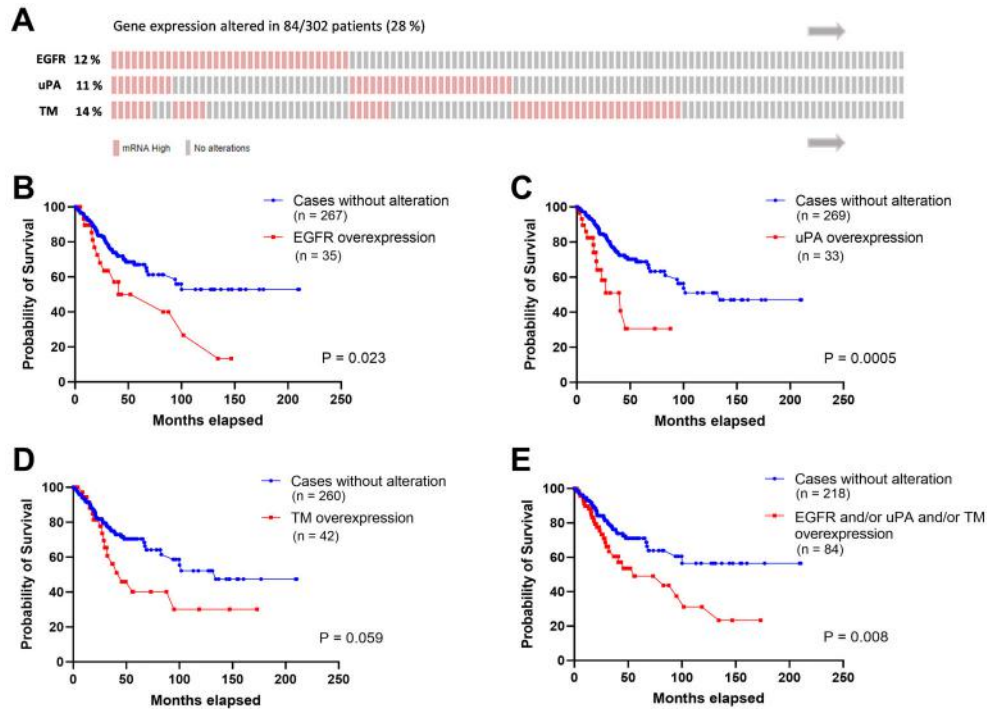 A
Gene expression altered in 84/302 patients (28 %)
EGFR 12 %
uPA 11 %
TM 14 %
mRNA High No alterations
B
Probability of Survival
100
80
60
40
20
0
0 50 100 150 200 250
Months elapsed
Cases without alteration
(n = 267)
EGFR overexpression
(n = 35)
P = 0.023
C
Probability of Survival
100
80
60
40
20
0
0 50 100 150 200 250
Months elapsed
Cases without alteration
(n = 269)
uPA overexpression
(n = 33)
P = 0.0005
D
Probability of Survival
100
80
60
40
20
0
0 50 100 150 200 250
Months elapsed
Cases without alteration
(n = 260)
TM overexpression
(n = 42)
P = 0.059
E
Probability of Survival
100
80
60
40
20
0
0 50 100 150 200 250
Months elapsed
Cases without alteration
(n = 218)
EGFR and/or uPA and/or TM
overexpression
(n = 84)
P = 0.008